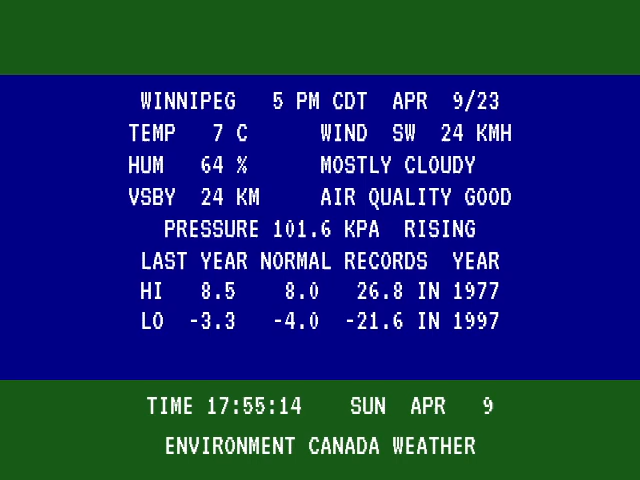 WINNIPEG   5 PM CDT  APR  9/23
TEMP   7 C      WIND  SW  24 KMH
HUM   64 %      MOSTLY CLOUDY
VSBY  24 KM     AIR QUALITY GOOD
PRESSURE 101.6 KPA  RISING
LAST YEAR NORMAL RECORDS  YEAR
HI   8.5    8.0   26.8 IN 1977
LO  -3.3   -4.0  -21.6 IN 1997
TIME 17:55:14    SUN  APR   9
ENVIRONMENT CANADA WEATHER